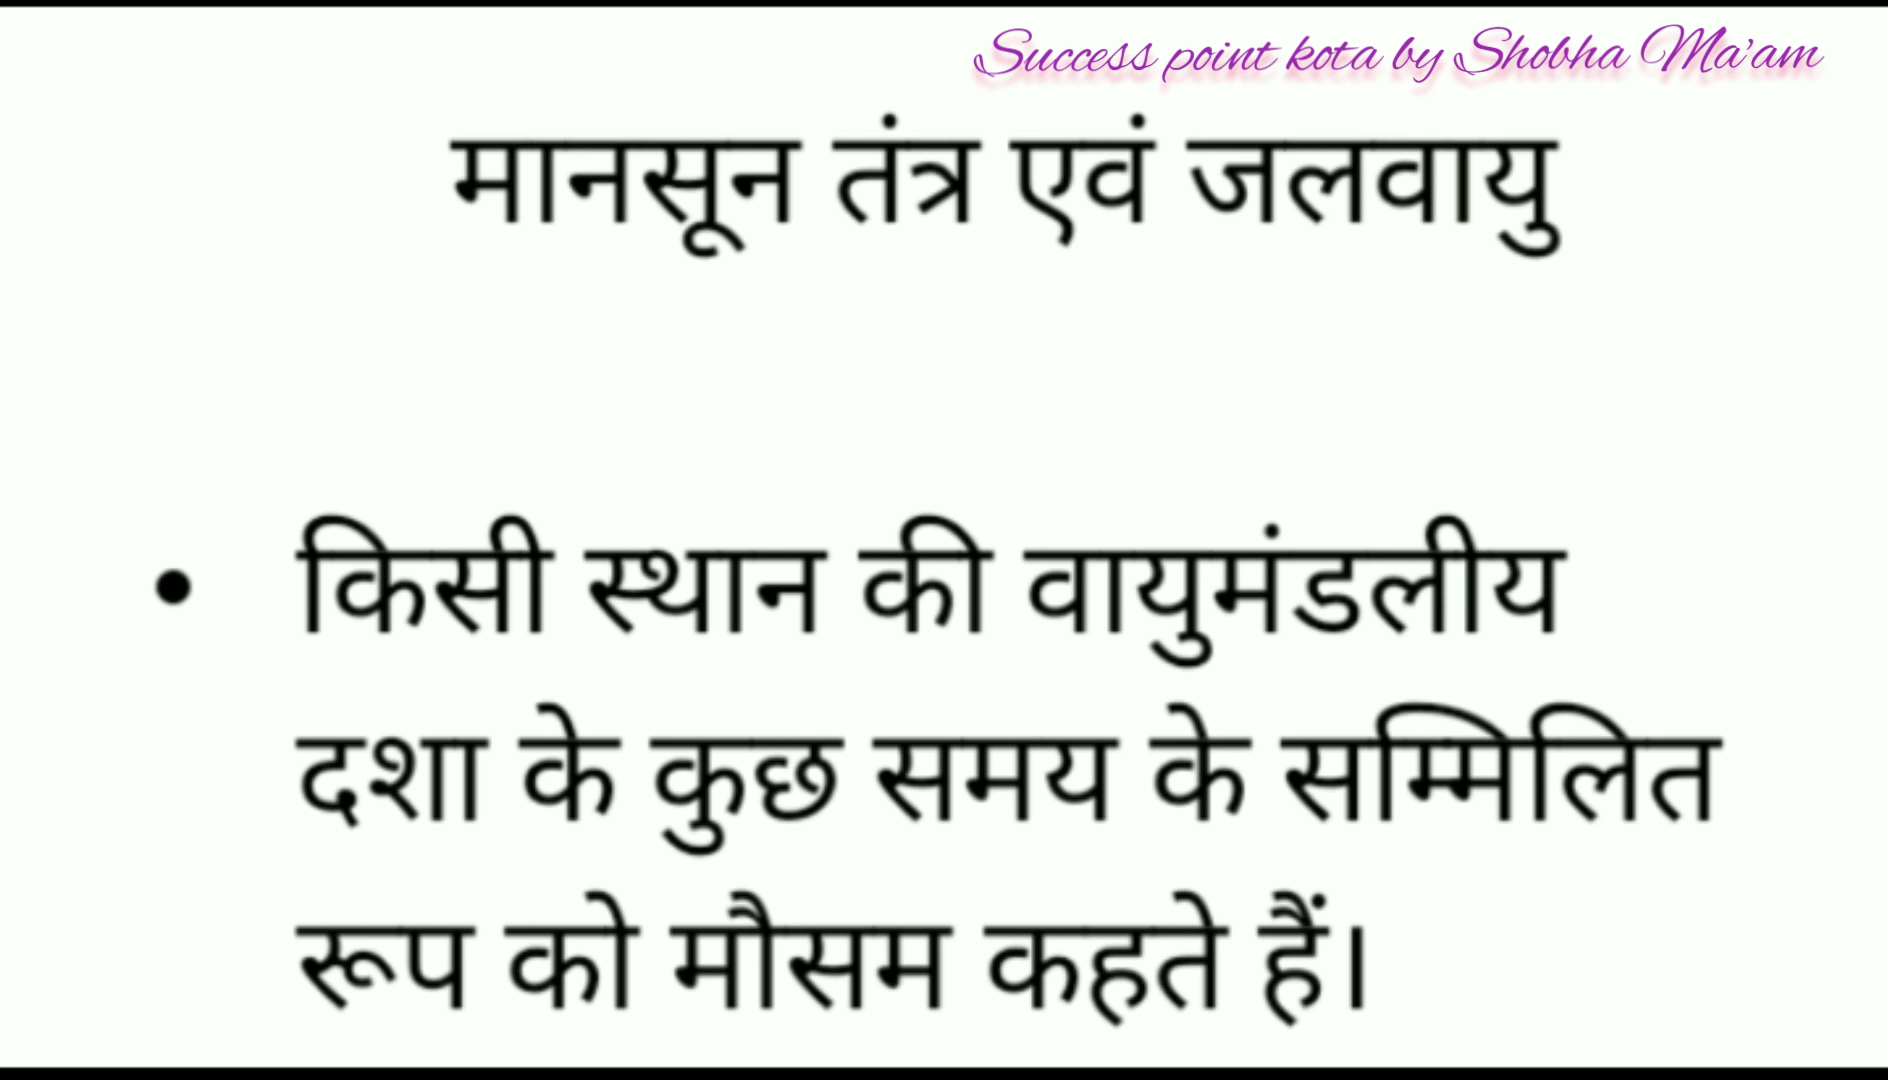 Success point kota by Shobha Ma'am
मानसून तंत्र एवं जलवायु
• किसी स्थान की वायुमंडलीय
दशा के कुछ समय के सम्मिलित
रूप को मौसम कहते हैं।